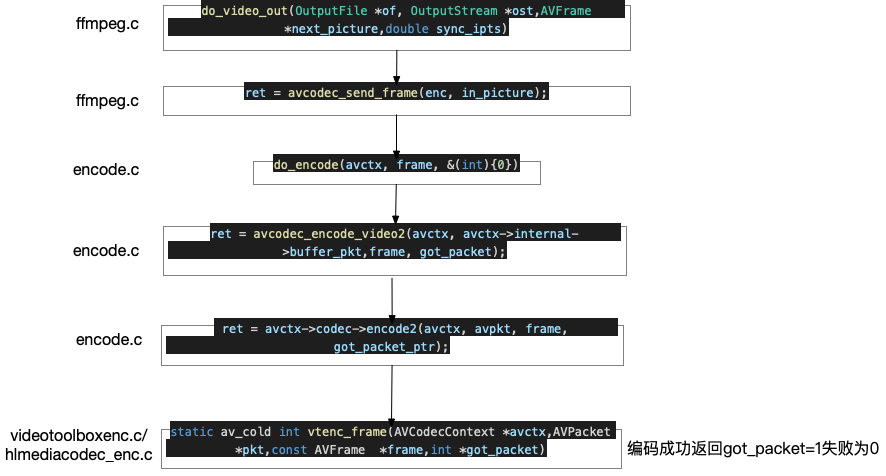 ffmpeg.c
do_video_out(OutputFile *of, OutputStream *ost,AVFrame
*next_picture,double sync_ipts)
ffmpeg.c
ret = avcodec_send_frame(enc, in_picture);
encode.c
do_encode(avctx, frame, &(int){0})
encode.c
ret = avcodec_encode_video2(avctx, avctx->internal-
>buffer_pkt,frame, got_packet);
encode.c
ret = avctx->codec->encode2(avctx, avpkt, frame,
got_packet_ptr);
videotoolboxenc.c/
hlmediacodec_enc.c
static av_cold int vtenc_frame(AVCodecContext *avctx,AVPacket
*pkt,const AVFrame  *frame,int *got_packet)
编码成功返回got_packet=1失败为0